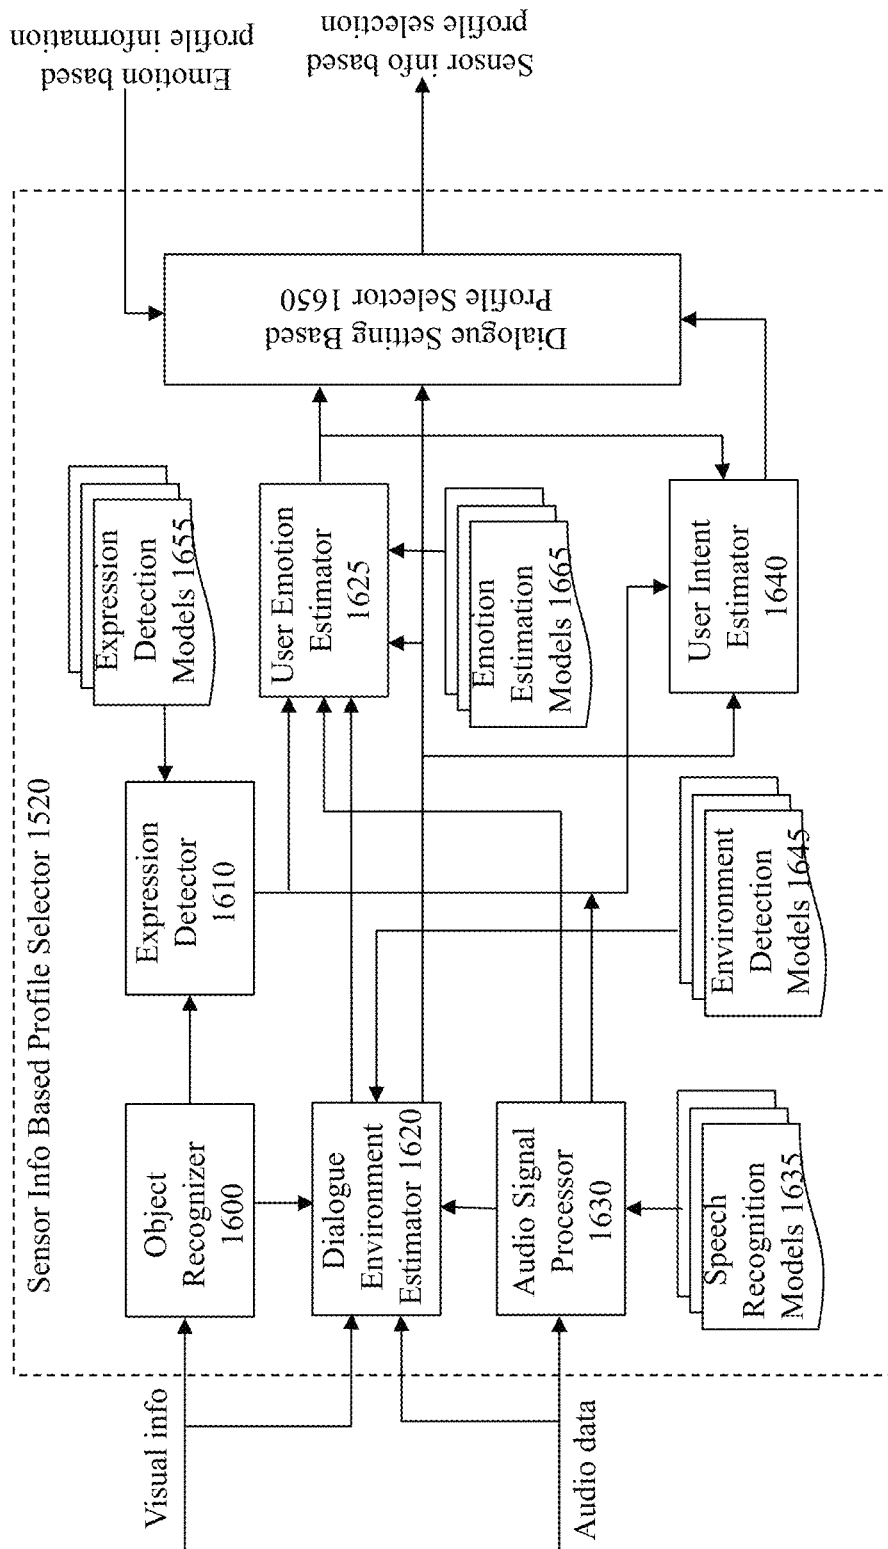 Sensor Info Based Profile Selector 1520
Visual info
Audio data
Object
Recognizer
1600
Expression
Detector
1610
Expression
Detection
Models 1655
Dialogue
Environment
Estimator 1620
User Emotion
Estimator
1625
Audio Signal
Processor
1630
Emotion
Estimation
Models 1665
Speech
Recognition
Models 1635
Environment
Detection
Models 1645
User Intent
Estimator
1640
Dialogue Setting Based
Profile Selector 1650
Emotion based
profile information
Sensor info based
profile selection